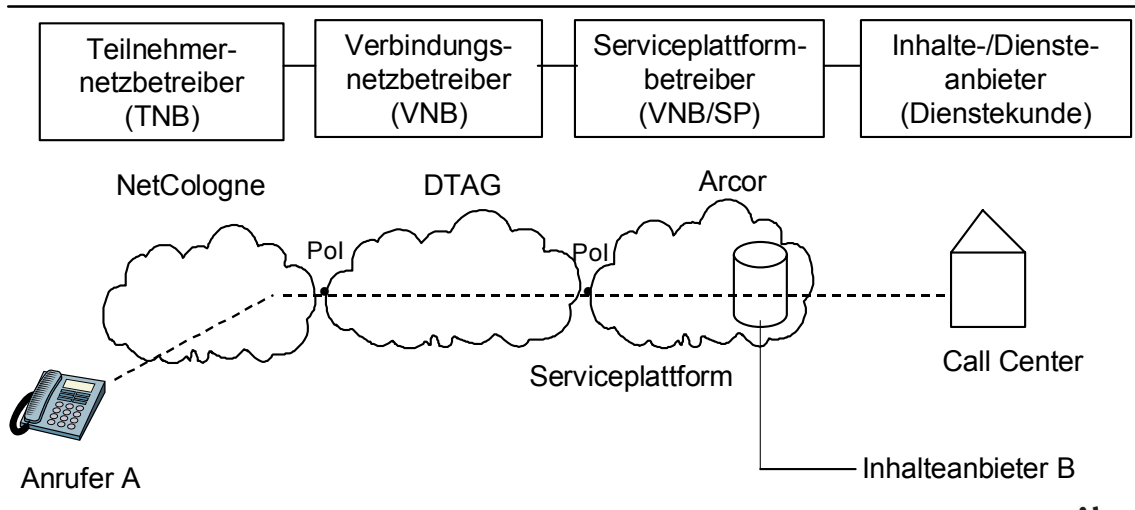 Teilnehmer-
netzbetreiber
(TNB)
Verbindungs-
netzbetreiber
(VNB)
Serviceplattform-
betreiber
(VNB/SP)
Inhalte-/Dienste-
anbieter
(Dienstekunde)
NetCologne
DTAG
Arcor
PoI
PoI
Serviceplattform
Call Center
Anrufer A
Inhalteanbieter B